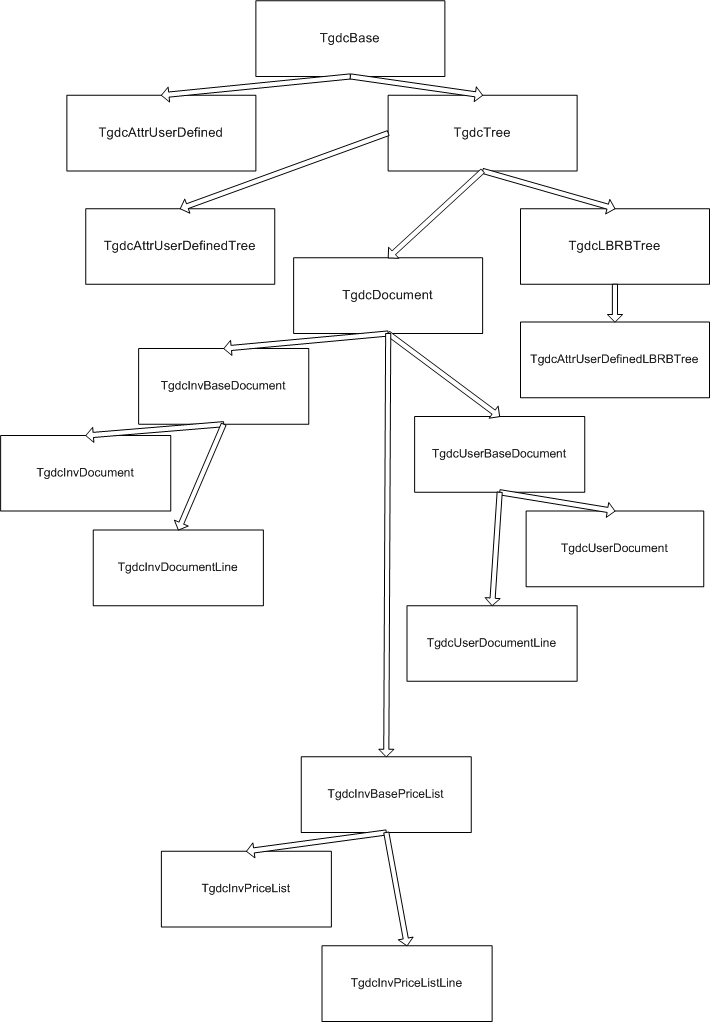 TgdcBase
TgdcAttrUserDefined
TgdcTree
TgdcAttrUserDefinedTree
TgdcLBRBTree
TgdcDocument
TgdcAttrUserDefinedLBRBTree
TgdcInvBaseDocument
TgdcUserBaseDocument
TgdcInvDocument
TgdcUserDocument
TgdcInvDocumentLine
TgdcUserDocumentLine
TgdcInvBasePriceList
TgdcInvPriceList
TgdcInvPriceListLine